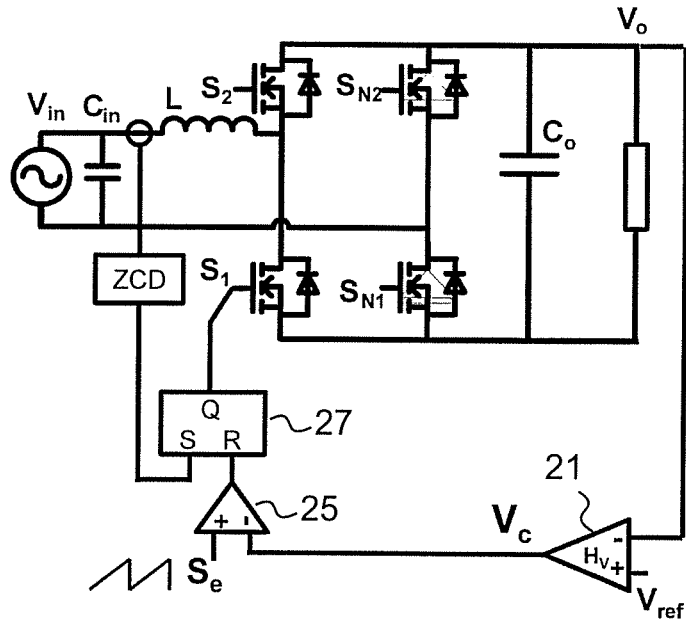 Vo
S2
SN2
Vin
Cin
L
Co
S1
SN1
ZCD
Q
S R
27
25
21
Vc
Hv
-
+
Vref
+ -
Se